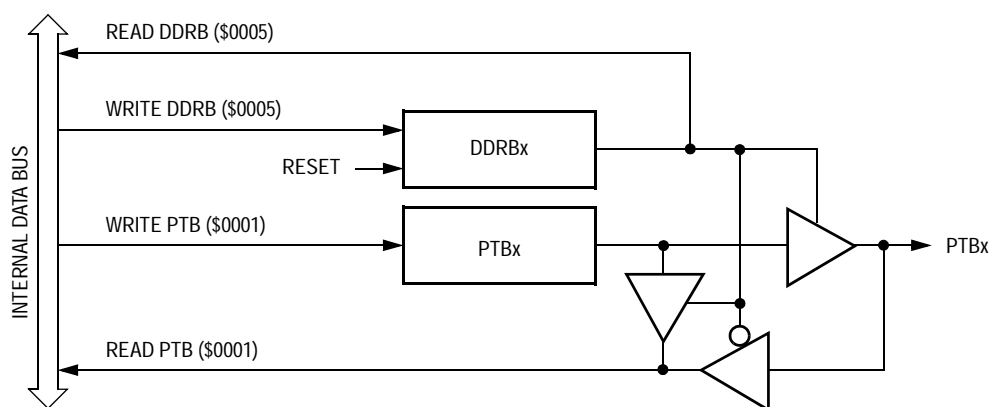 READ DDRB ($0005)
WRITE DDRB ($0005)
DDRBx
RESET
WRITE PTB ($0001)
PTBx
PTBx
READ PTB ($0001)
INTERNAL DATA BUS